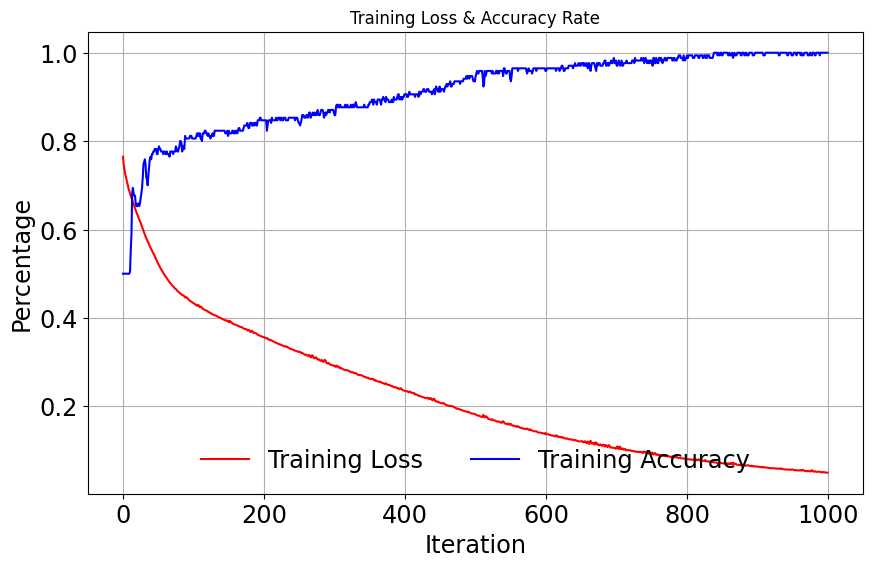 Training Loss & Accuracy Rate
1.0
0.8
0.6
0.4
0.2
Percentage
Training Loss
Training Accuracy
0 200 400 600 800 1000
Iteration